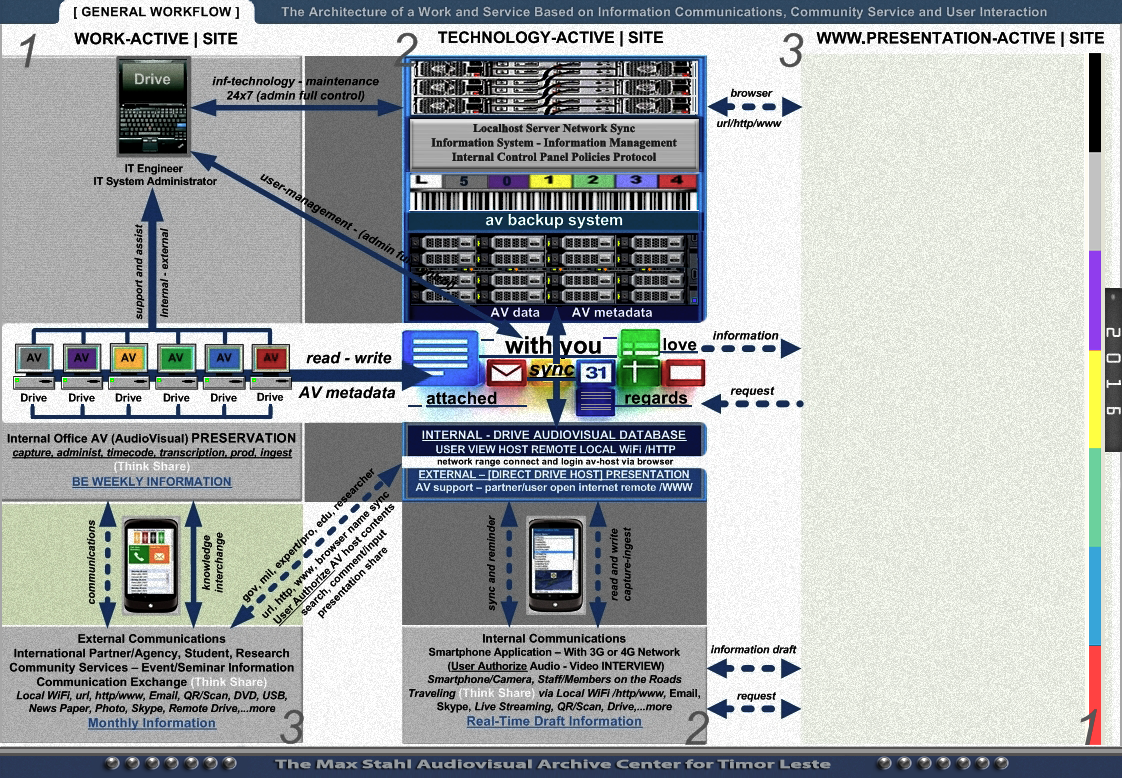 [ GENERAL WORKFLOW ]
The Architecture of a Work and Service Based on Information Communications, Community Service and User Interaction
1
WORK-ACTIVE | SITE
2
TECHNOLOGY-ACTIVE | SITE
3
WWW.PRESENTATION-ACTIVE | SITE
Drive
inf-technology - maintenance
24x7 (admin full control)
IT Engineer
IT System Administrator
user-management - (admin
support and assist
internal - external
Localhost Server Network Sync
Information System - Information Management
Internal Control Panel Policies Protocol
L 5 0 1 2 3 4
av backup system
AV data
AV metadata
browser
url/http/www
AV AV AV AV AV AV
Drive Drive Drive Drive Drive Drive
read - write
AV metadata
with you
love
sync
31
attached
regards
information
request
2016
Internal Office AV (AudioVisual) PRESERVATION
capture, administ, timecode, transcription, prod, ingest
(Think Share)
BE WEEKLY INFORMATION
INTERNAL - DRIVE AUDIOVISUAL DATABASE
USER VIEW HOST REMOTE LOCAL WiFi /HTTP
network range connect and login av-host via browser
EXTERNAL – [DIRECT DRIVE HOST] PRESENTATION
AV support – partner/user open internet remote /WWW
communications
knowledge
interchange
gov, mil, expert/pro, edu, researcher
url, http, www, browser name sync
User Authorize AV host contents
search, comment/input
presentation share
sync and reminder
read and write
capture-ingest
External Communications
International Partner/Agency, Student, Research
Community Services – Event/Seminar Information
Communication Exchange (Think Share)
Local WiFi, url, http/www, Email, QR/Scan, DVD, USB,
News Paper, Photo, Skype, Remote Drive,...more
Monthly Information
3
Internal Communications
Smartphone Application – With 3G or 4G Network
(User Authorize Audio - Video INTERVIEW)
Smartphone/Camera, Staff/Members on the Roads
Traveling (Think Share) via Local WiFi /http/www, Email,
Skype, Live Streaming, QR/Scan, Drive,...more
Real-Time Draft Information
2
information draft
request
1
The Max Stahl Audiovisual Archive Center for Timor Leste